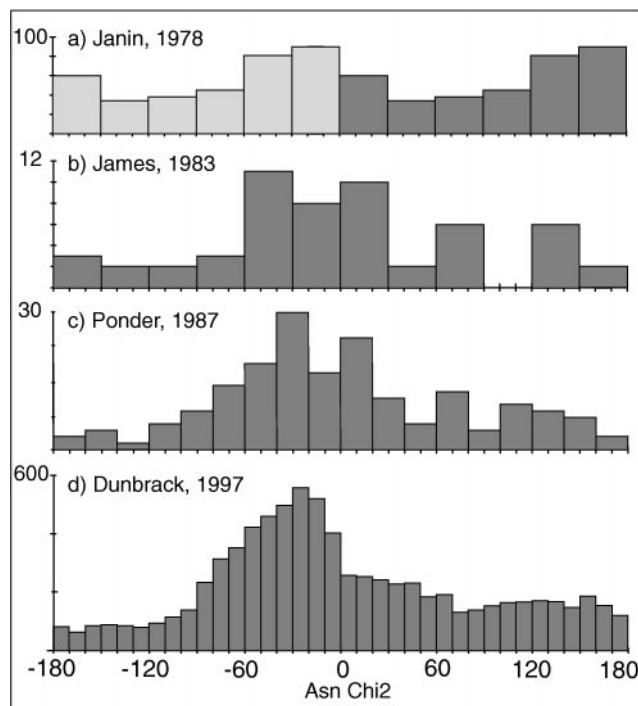 100
a) Janin, 1978
12
b) James, 1983
30
c) Ponder, 1987
600
d) Dunbrack, 1997
-180 -120 -60 0 60 120 180
Asn Chi2